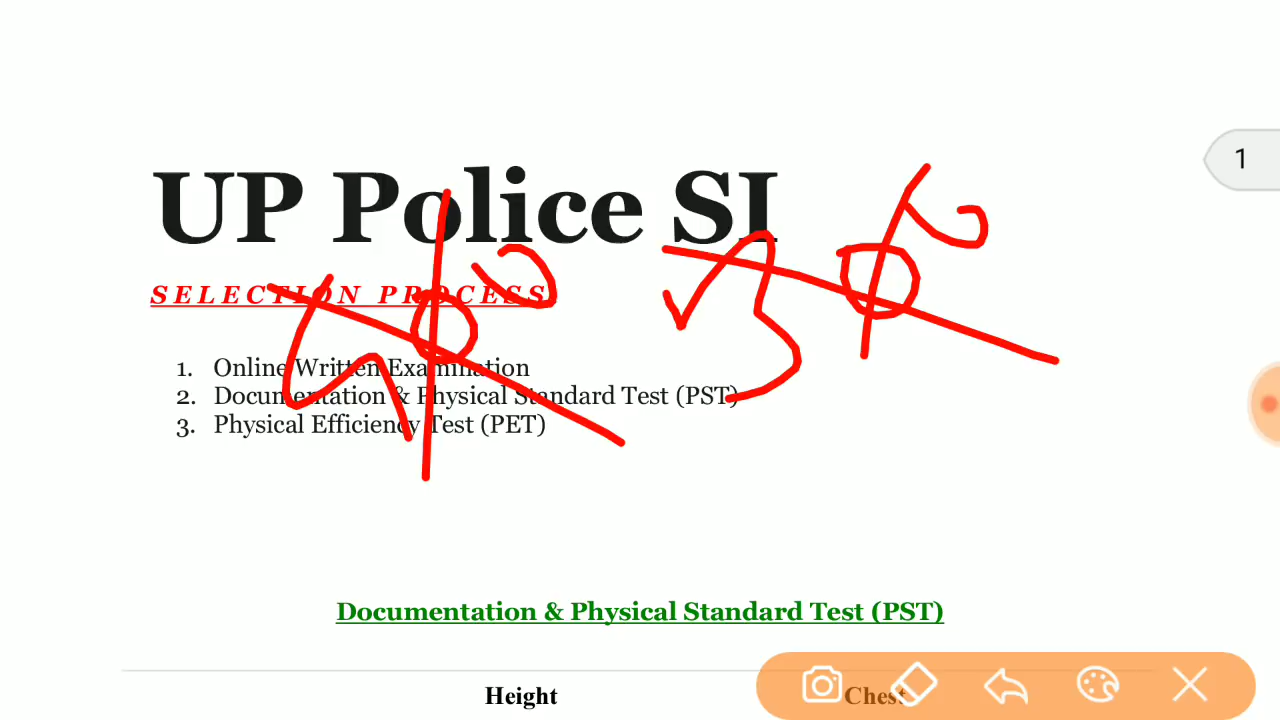 UP Police SI
1
SELECTION PROCESS:
1. Online Written Examination
2. Documentation & Physical Standard Test (PST)
3. Physical Efficiency Test (PET)
Documentation & Physical Standard Test (PST)
Height Chest